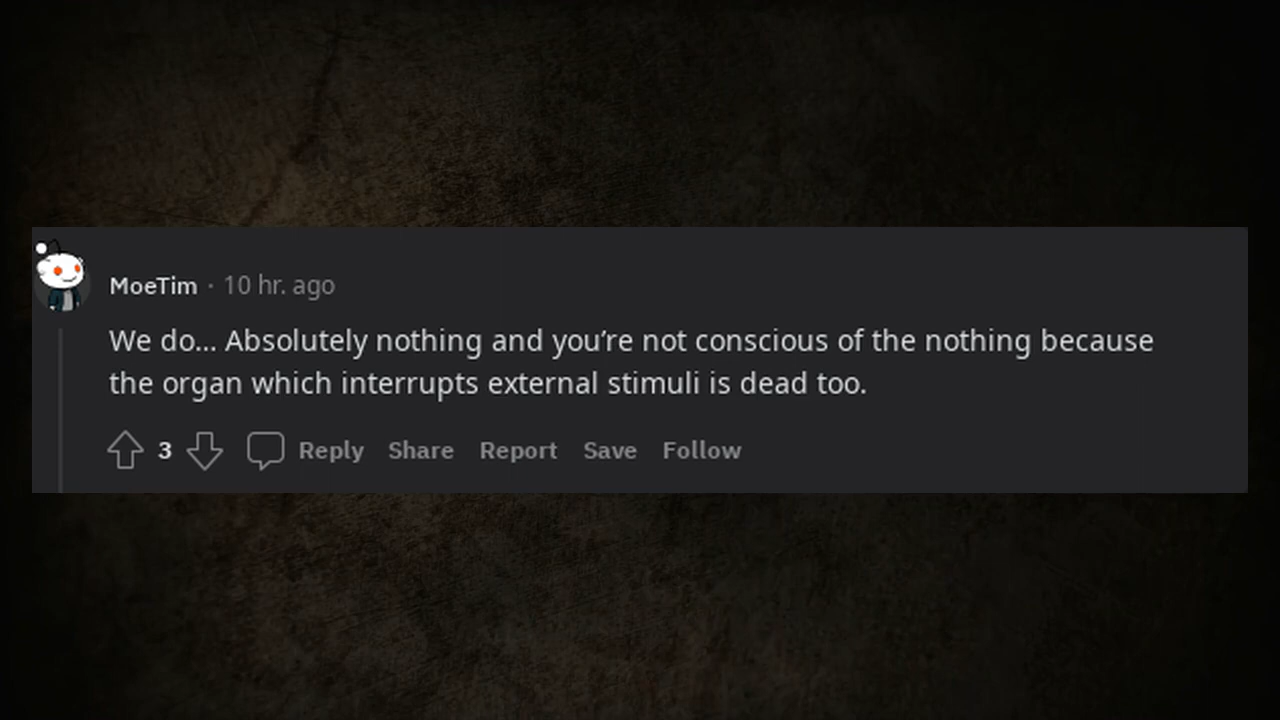 MoeTim · 10 hr. ago
We do... Absolutely nothing and you’re not conscious of the nothing because
the organ which interrupts external stimuli is dead too.
3 Reply Share Report Save Follow